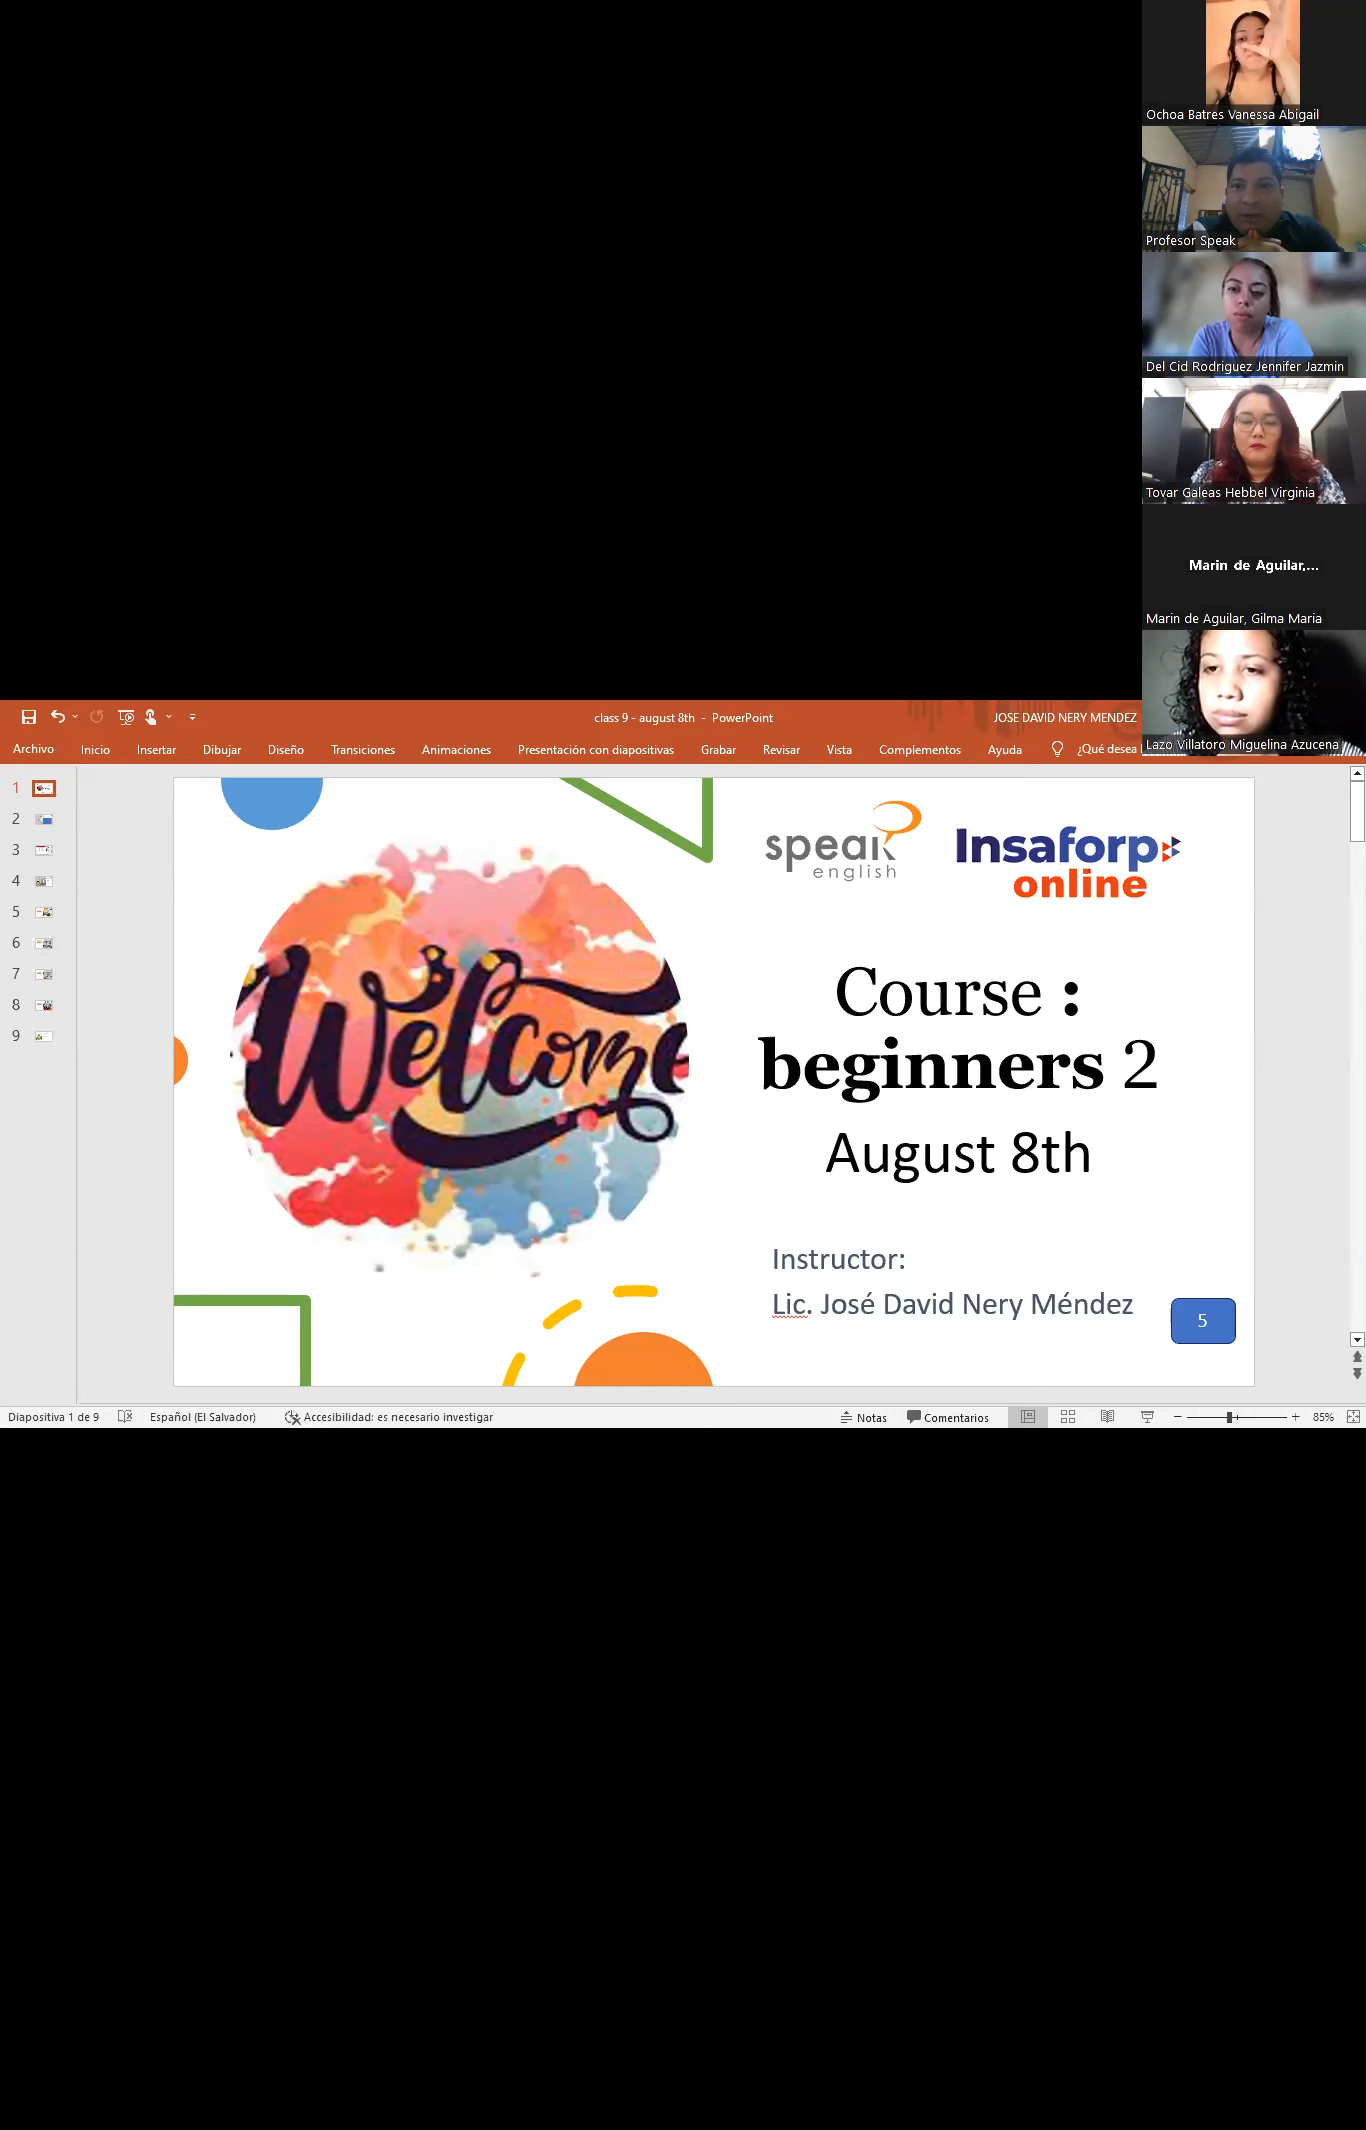 Ochoa Batres Vanessa Abigail
Profesor Speak
Del Cid Rodriguez Jennifer Jazmin
Tovar Galeas Hebbel Virginia
Marin de Aguilar,...
Marin de Aguilar, Gilma Maria
Lazo Villatoro Miguelina Azucena
class 9 - august 8th - PowerPoint
JOSE DAVID NERY MENDEZ
Archivo Inicio Insertar Dibujar Diseño Transiciones Animaciones Presentación con diapositivas Grabar Revisar Vista Complementos Ayuda ¿Qué desea
1
2
3
4
5
6
7
8
9
speak
english
Insaforp
online
Welcome
Course :
beginners 2
August 8th
Instructor:
Lic. José David Nery Méndez
5
Diapositiva 1 de 9 Español (El Salvador) Accesibilidad: es necesario investigar Notas Comentarios 85%